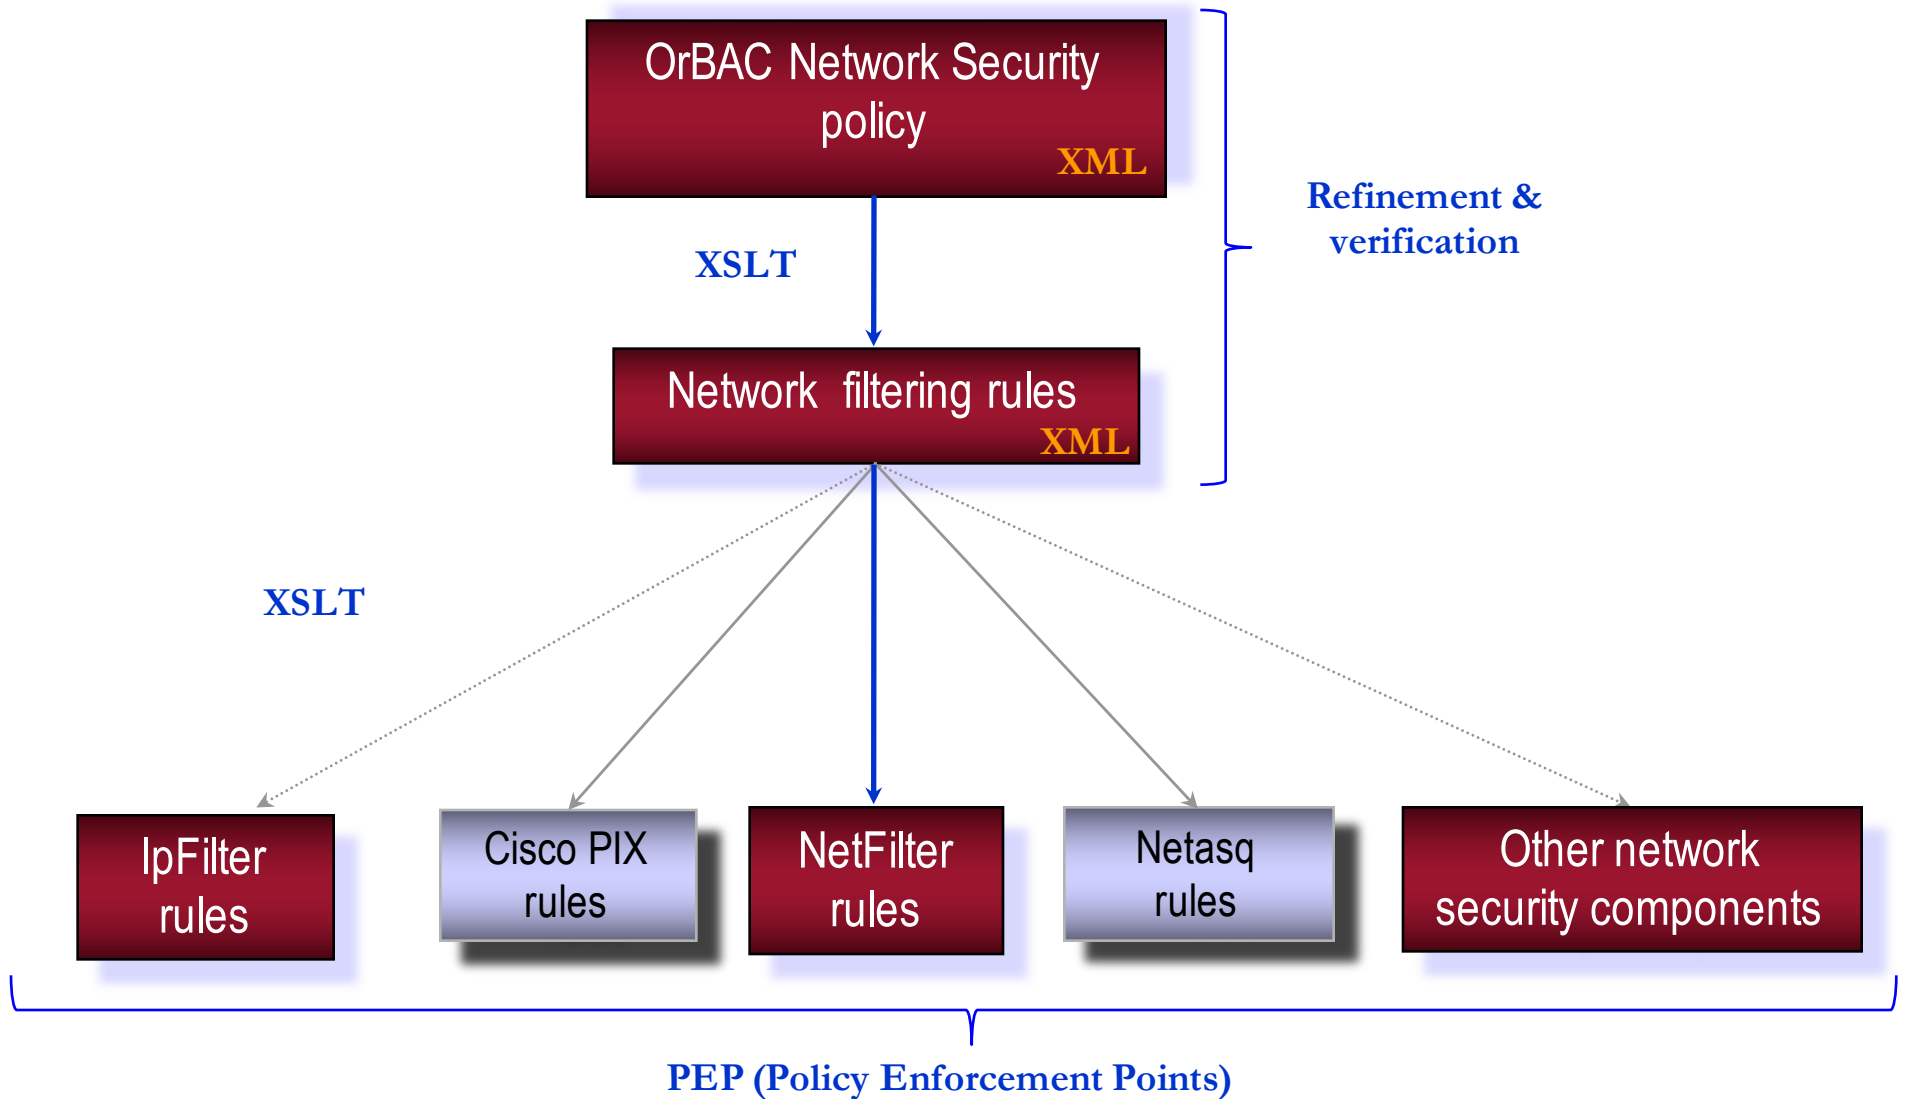 OrBAC Network Security
policy
XML
Refinement &
verification
XSLT
Network filtering rules
XML
XSLT
IpFilter
rules
Cisco PIX
rules
NetFilter
rules
Netasq
rules
Other network
security components
PEP (Policy Enforcement Points)